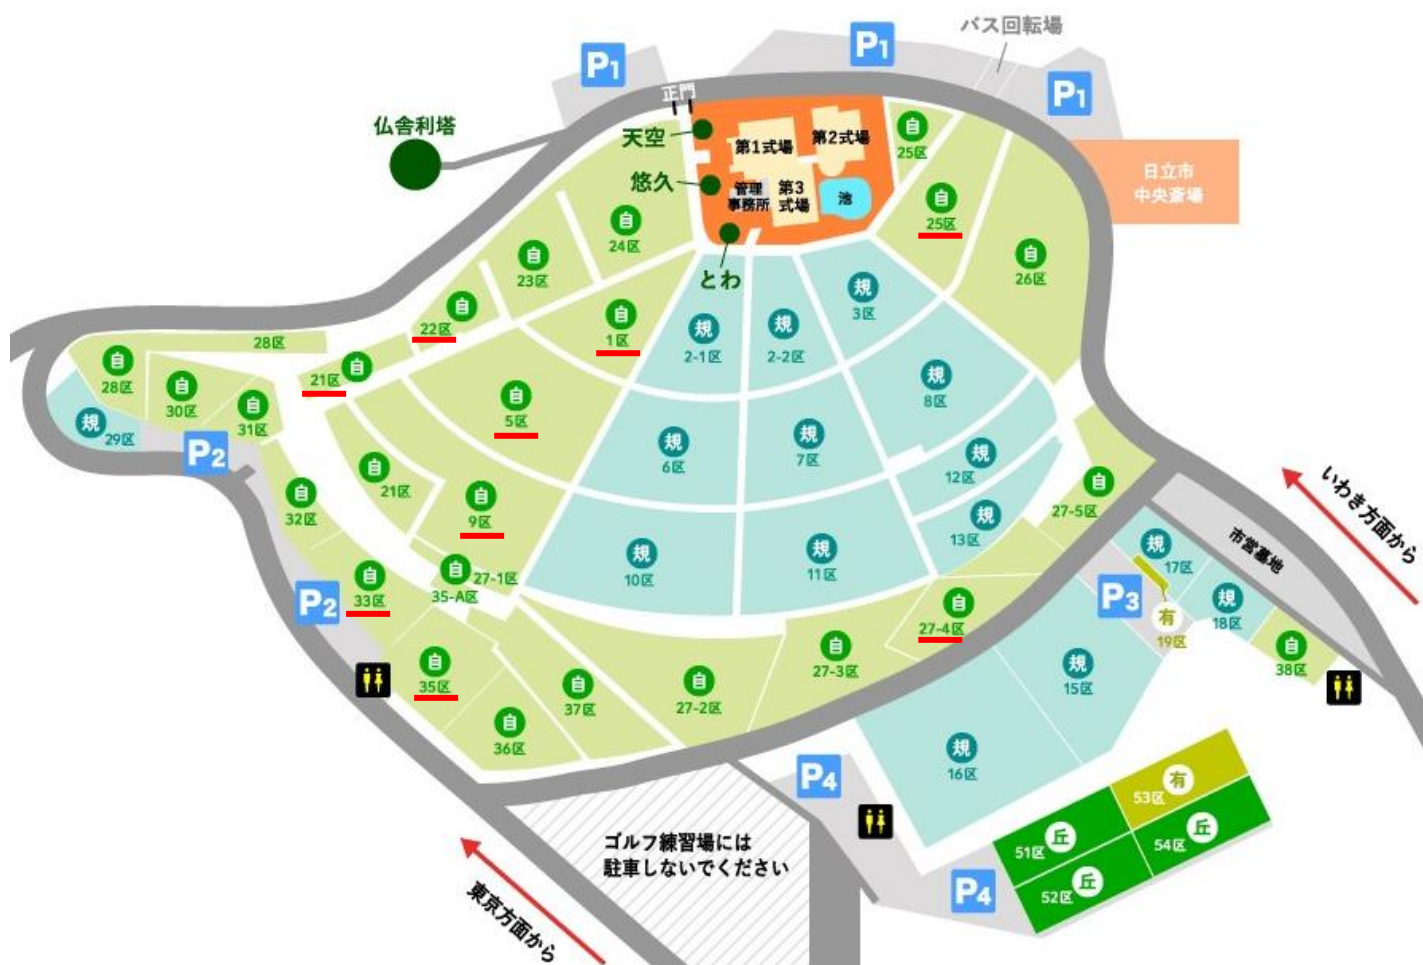 バス回転場
P1
P1
P1
正門
仏舎利塔
天空
第1式場
第2式場
自
25区
悠久
管理
事務所
第3
式場
池
日立市
中央斎場
自
25区
自
24区
とわ
自
23区
自
26区
自
22区
自
1区
規
2-1区
規
2-2区
規
3区
28区
自
28区
自
21区
自
30区
自
31区
規
29区
P2
自
5区
規
6区
規
7区
規
8区
規
12区
規
13区
自
27-5区
自
21区
自
9区
自
32区
27-1区
自
35-A区
規
10区
規
11区
自
33区
P2
自
35区
自
36区
自
37区
自
27-2区
自
27-3区
自
27-4区
いわき方面から
市営墓地
規
17区
P3
有
19区
規
18区
自
38区
規
15区
規
16区
P4
ゴルフ練習場には
駐車しないでください
東京方面から
P4
53区
有
51区
丘
54区
丘
52区
丘